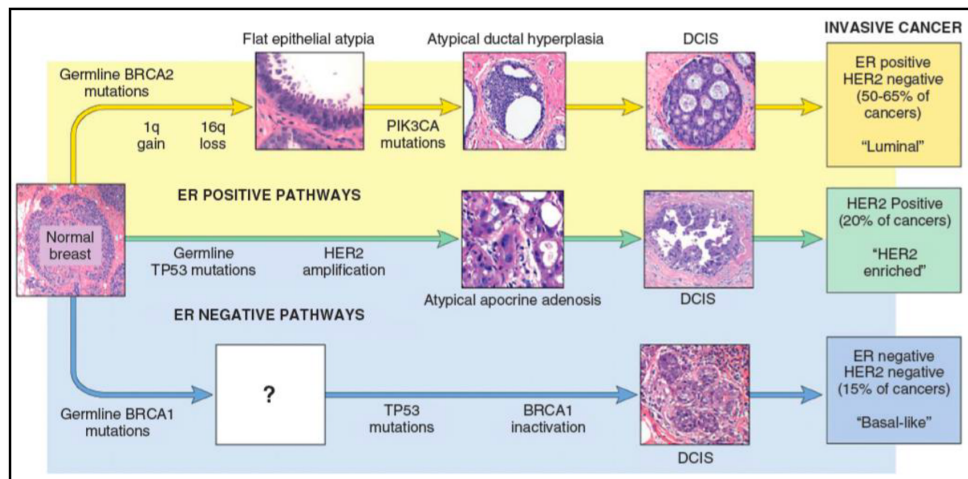 INVASIVE CANCER
Flat epithelial atypia
Atypical ductal hyperplasia
DCIS
Germline BRCA2
mutations
1q
gain
16q
loss
PIK3CA
mutations
ER positive
HER2 negative
(50-65% of
cancers)
“Luminal”
ER POSITIVE PATHWAYS
Normal
breast
Germline
TP53 mutations
HER2
amplification
Atypical apocrine adenosis
DCIS
HER2 Positive
(20% of cancers)
“HER2
enriched”
ER NEGATIVE PATHWAYS
Germline BRCA1
mutations
?
TP53
mutations
BRCA1
inactivation
DCIS
ER negative
HER2 negative
(15% of cancers)
“Basal-like”